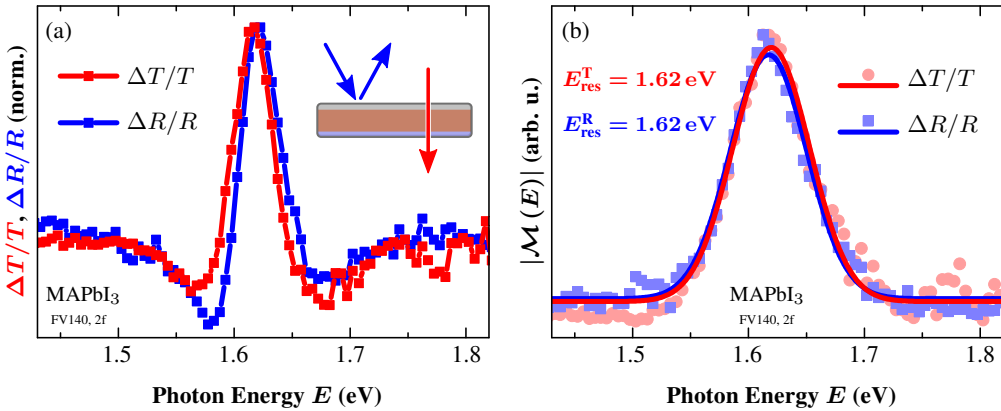 (a)
ΔT/T
ΔR/R
ΔT/T, ΔR/R (norm.)
MAPbI₃
FV140, 2f
1.5 1.6 1.7 1.8
Photon Energy E (eV)
(b)
E_res^T = 1.62 eV
E_res^R = 1.62 eV
ΔT/T
ΔR/R
|ℳ(E)| (arb. u.)
MAPbI₃
FV140, 2f
1.5 1.6 1.7 1.8
Photon Energy E (eV)